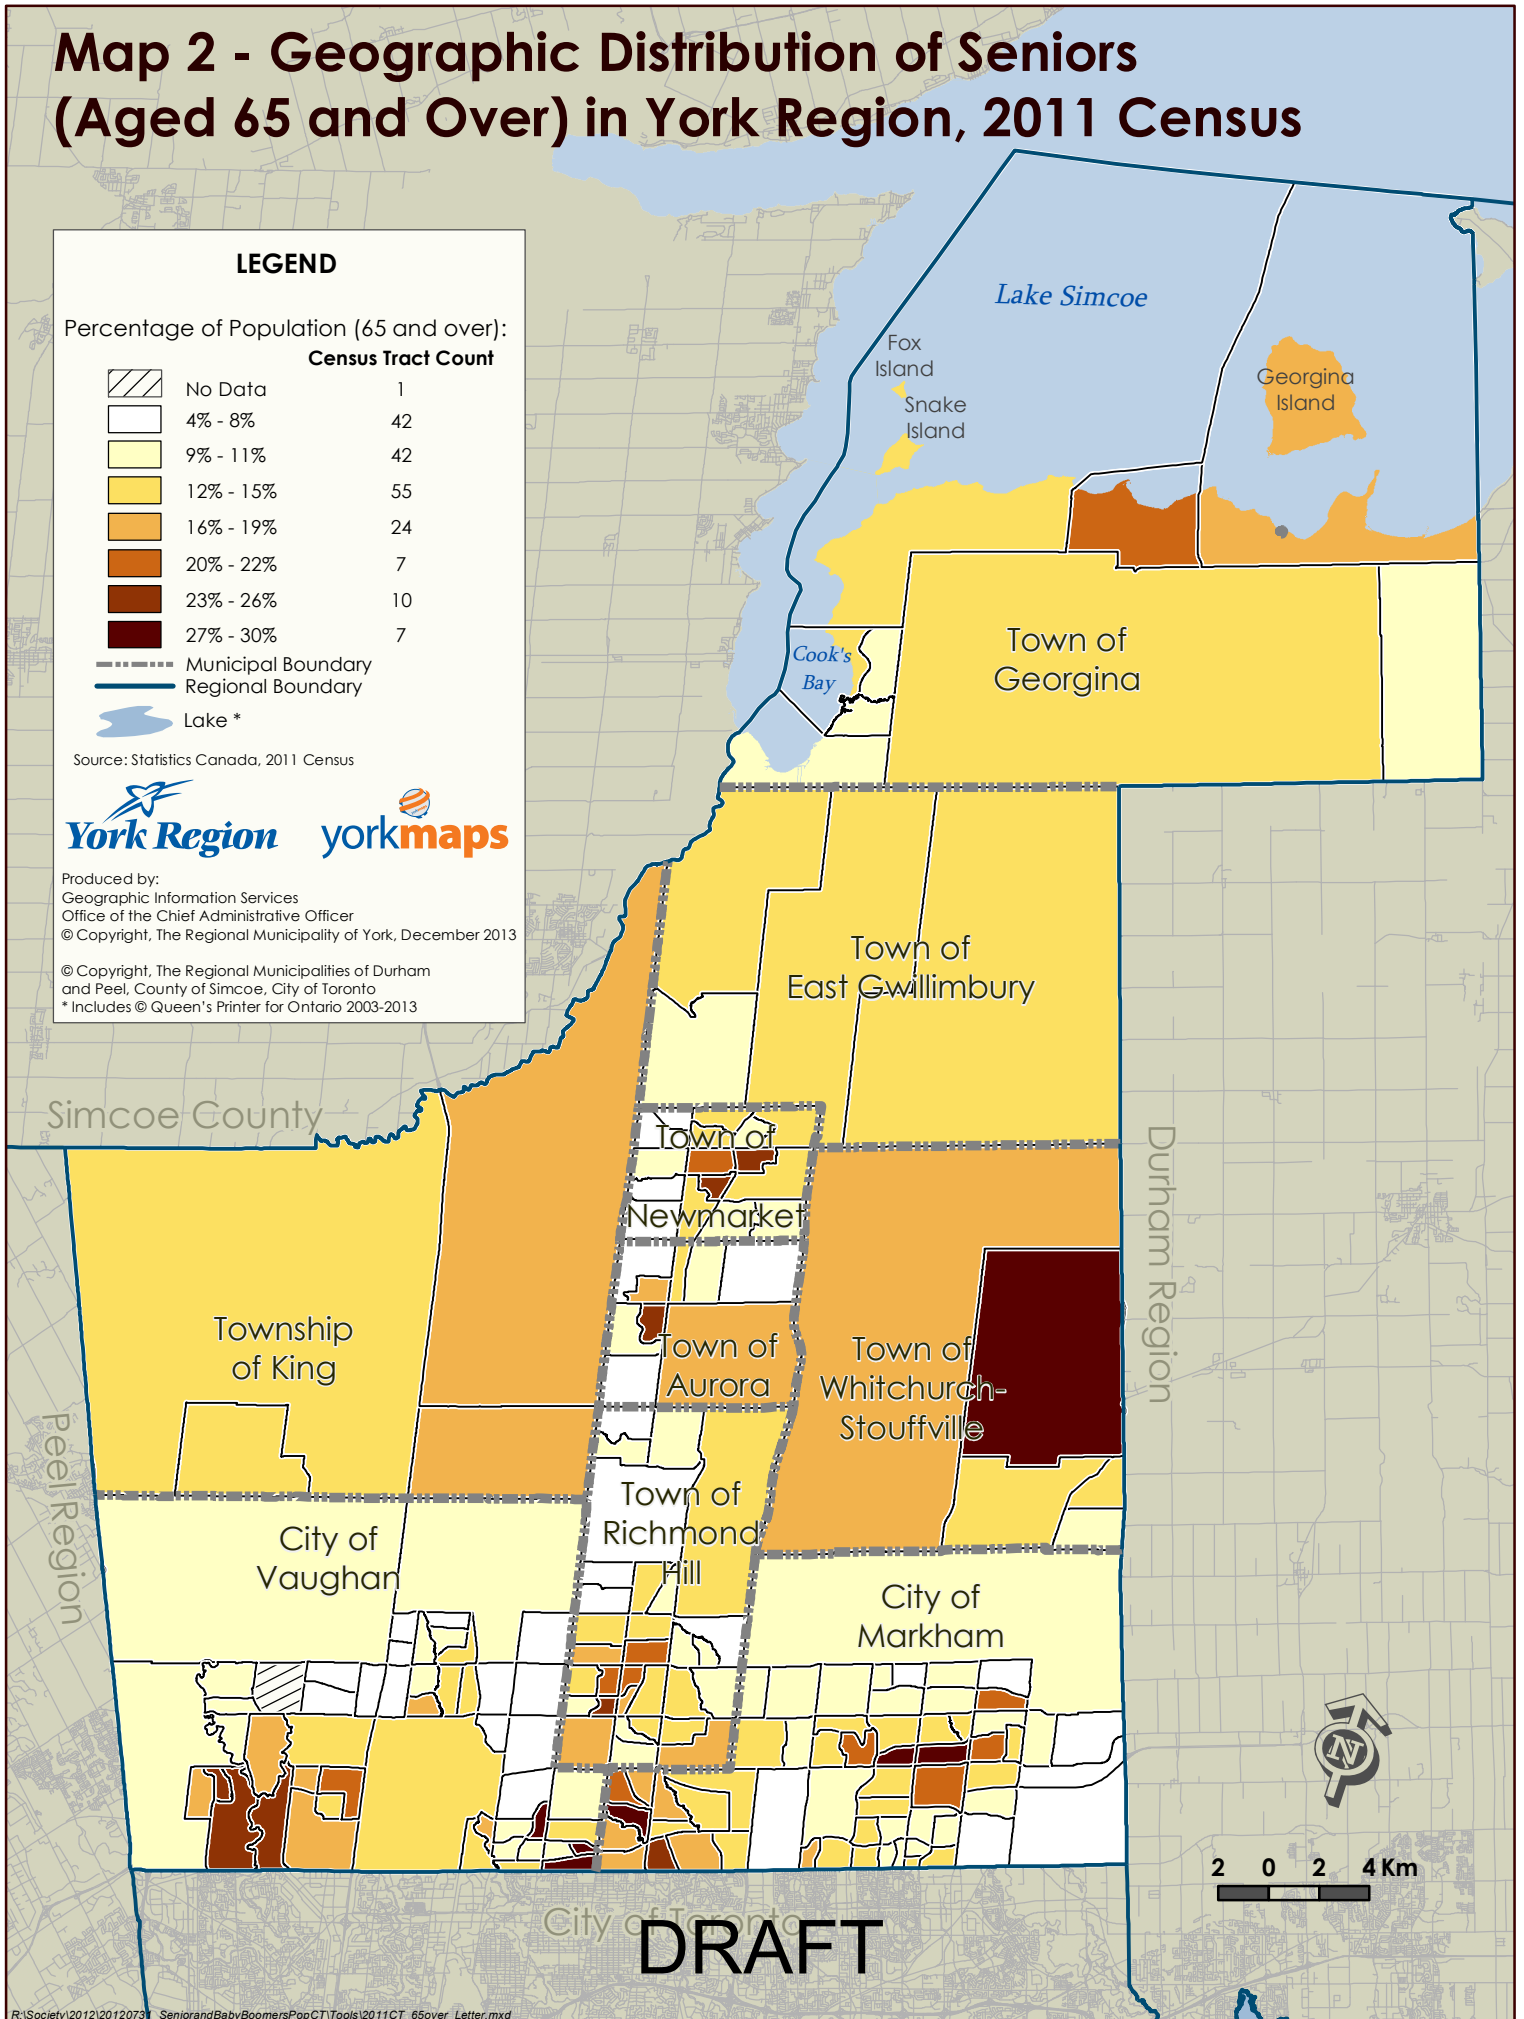 Map 2 - Geographic Distribution of Seniors
(Aged 65 and Over) in York Region, 2011 Census
LEGEND
Percentage of Population (65 and over):
Census Tract Count
No Data 1
4% - 8% 42
9% - 11% 42
12% - 15% 55
16% - 19% 24
20% - 22% 7
23% - 26% 10
27% - 30% 7
Municipal Boundary
Regional Boundary
Lake *
Source: Statistics Canada, 2011 Census
York Region
yorkmaps
Produced by:
Geographic Information Services
Office of the Chief Administrative Officer
© Copyright, The Regional Municipality of York, December 2013
© Copyright, The Regional Municipalities of Durham
and Peel, County of Simcoe, City of Toronto
* Includes © Queen's Printer for Ontario 2003-2013
Lake Simcoe
Fox
Island
Snake
Island
Georgina
Island
Cook's
Bay
Town of
Georgina
Town of
East Gwillimbury
Simcoe County
Town of
Newmarket
Durham Region
Township
of King
Town of
Aurora
Town of
Whitchurch-
Stouffville
Peel Region
City of
Vaughan
Town of
Richmond
Hill
City of
Markham
N
2 0 2 4 Km
City of Toronto
DRAFT